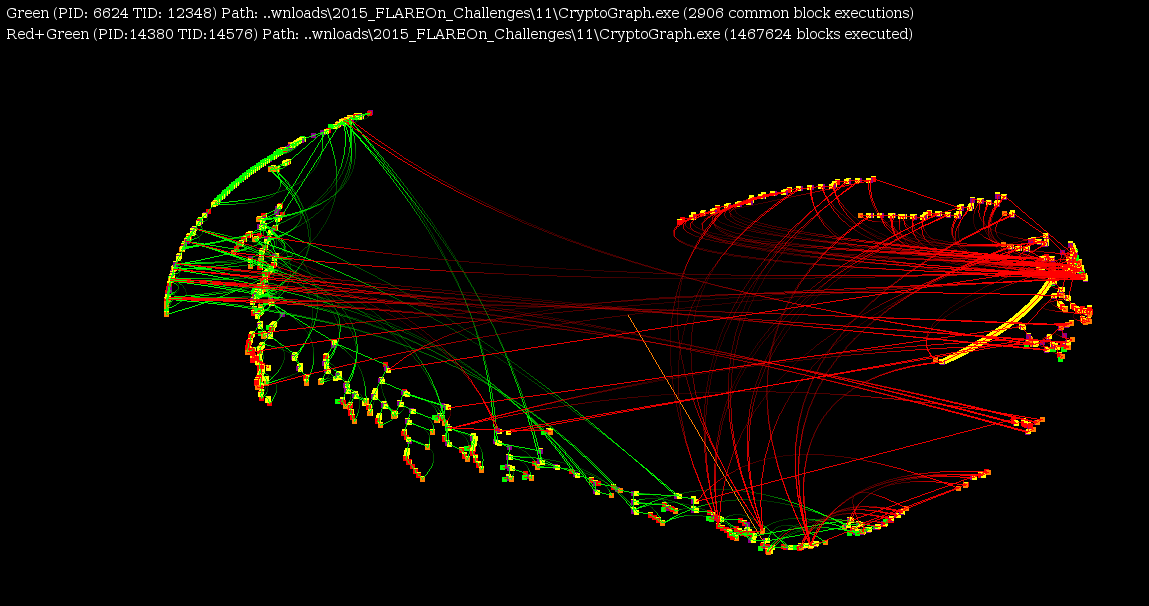 Green (PID: 6624 TID: 12348) Path: ..wnloads\2015_FLAREOn_Challenges\11\CryptoGraph.exe (2906 common block executions)
Red+Green (PID:14380 TID:14576) Path: ..wnloads\2015_FLAREOn_Challenges\11\CryptoGraph.exe (1467624 blocks executed)